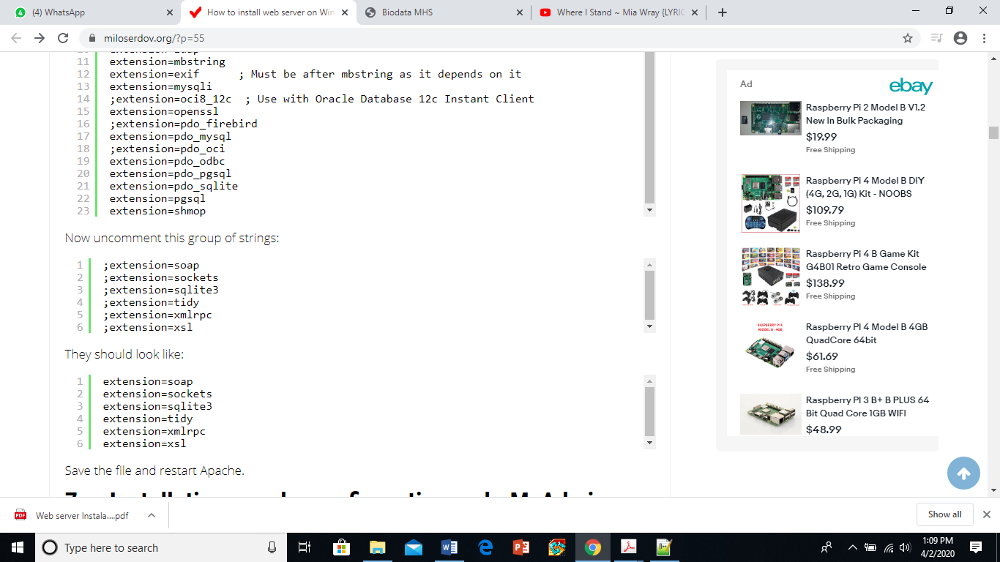 (4) WhatsApp
How to install web server on Win
Biodata MHS
Where I Stand ~ Mia Wray {LYRIC
miloserdov.org/?p=55
11 extension=mbstring
12 extension=exif ; Must be after mbstring as it depends on it
13 extension=mysqli
14 ;extension=oci8_12c ; Use with Oracle Database 12c Instant Client
15 extension=openssl
16 ;extension=pdo_firebird
17 extension=pdo_mysql
18 ;extension=pdo_oci
19 extension=pdo_odbc
20 extension=pdo_pgsql
21 extension=pdo_sqlite
22 extension=pgsql
23 extension=shmop
Now uncomment this group of strings:
1 ;extension=soap
2 ;extension=sockets
3 ;extension=sqlite3
4 ;extension=tidy
5 ;extension=xmlrpc
6 ;extension=xsl
They should look like:
1 extension=soap
2 extension=sockets
3 extension=sqlite3
4 extension=tidy
5 extension=xmlrpc
6 extension=xsl
Save the file and restart Apache.
Ad
ebay
Raspberry Pi 2 Model B V1.2
New In Bulk Packaging
$19.99
Free Shipping
Raspberry Pi 4 Model B DIY
(4G, 2G, 1G) Kit - NOOBS
$109.79
Free Shipping
Raspberry Pi 4 B Game Kit
G4B01 Retro Game Console
$138.99
Free Shipping
RASPBERRY PI 4
MODEL B - 4GB
Raspberry PI 4 Model B 4GB
QuadCore 64bit
$61.69
Free Shipping
Raspberry PI 3 B+ B PLUS 64
Bit Quad Core 1GB WIFI
$48.99
PDF
Web server Instala....pdf
Show all
Type here to search
1:09 PM
4/2/2020